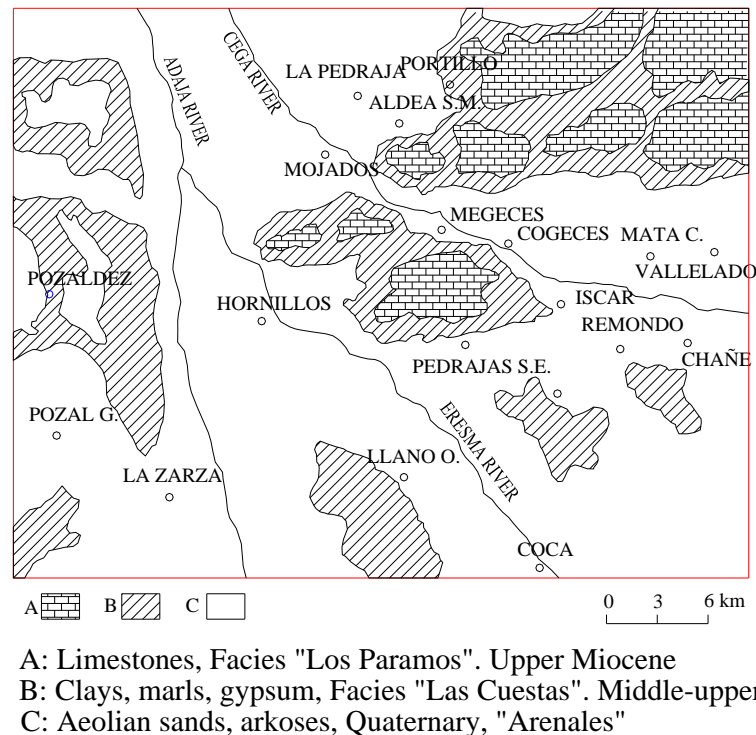 PORTILLO
LA PEDRAJA
ALDEA S.M.
ADAJA RIVER
CEGA RIVER
MOJADOS
MEGECES
COGECES
MATA C.
VALLELADO
POZALDEZ
HORNILLOS
ISCAR
REMONDO
CHAÑE
PEDRAJAS S.E.
POZAL G.
ERESMA RIVER
LLANO O.
LA ZARZA
COCA
A B C
0 3 6 km
A: Limestones, Facies "Los Paramos". Upper Miocene
B: Clays, marls, gypsum, Facies "Las Cuestas". Middle-upper
C: Aeolian sands, arkoses, Quaternary, "Arenales"